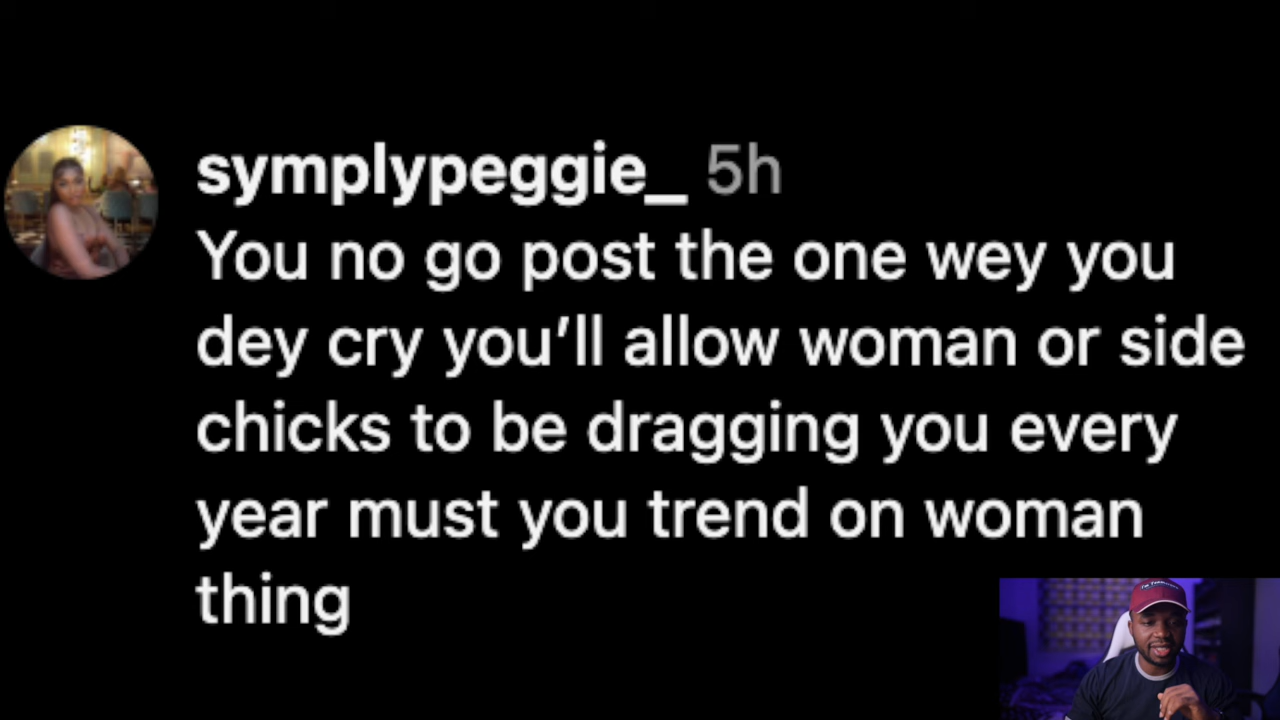 symplypeggie_ 5h
You no go post the one wey you
dey cry you’ll allow woman or side
chicks to be dragging you every
year must you trend on woman
thing